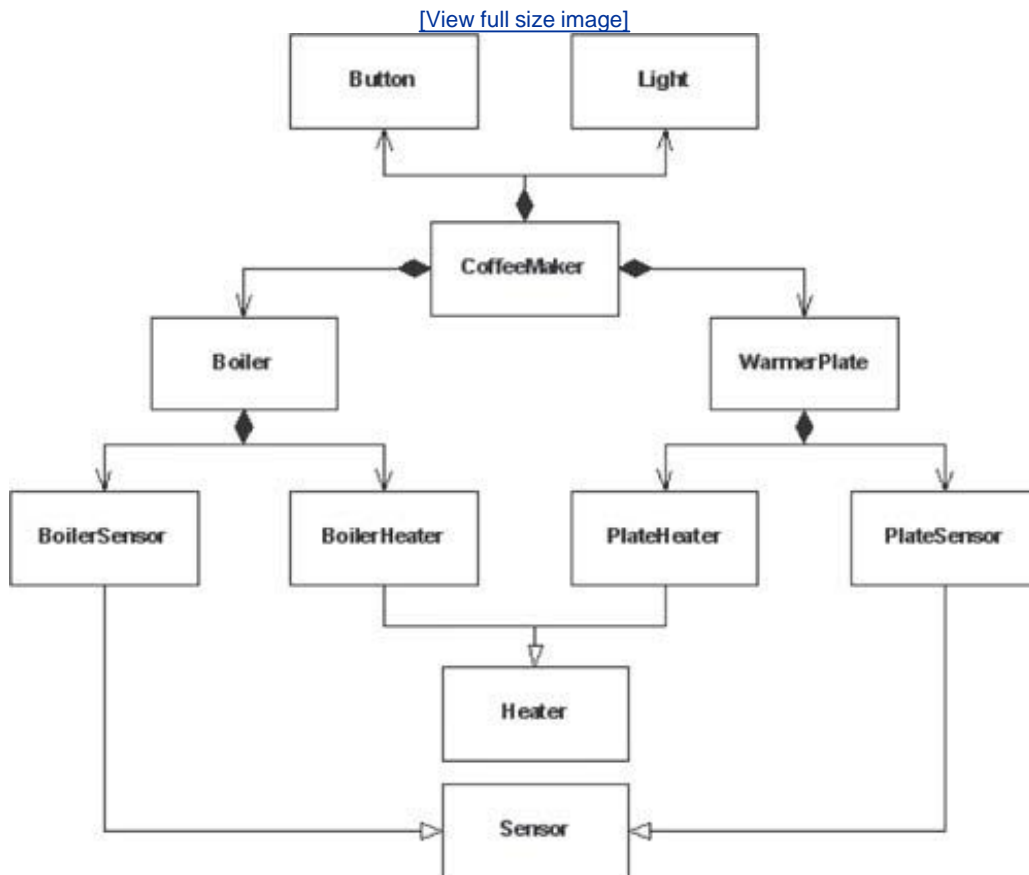 [View full size image]
Button
Light
CoffeeMaker
Boiler
WarmerPlate
BoilerSensor
BoilerHeater
PlateHeater
PlateSensor
Heater
Sensor